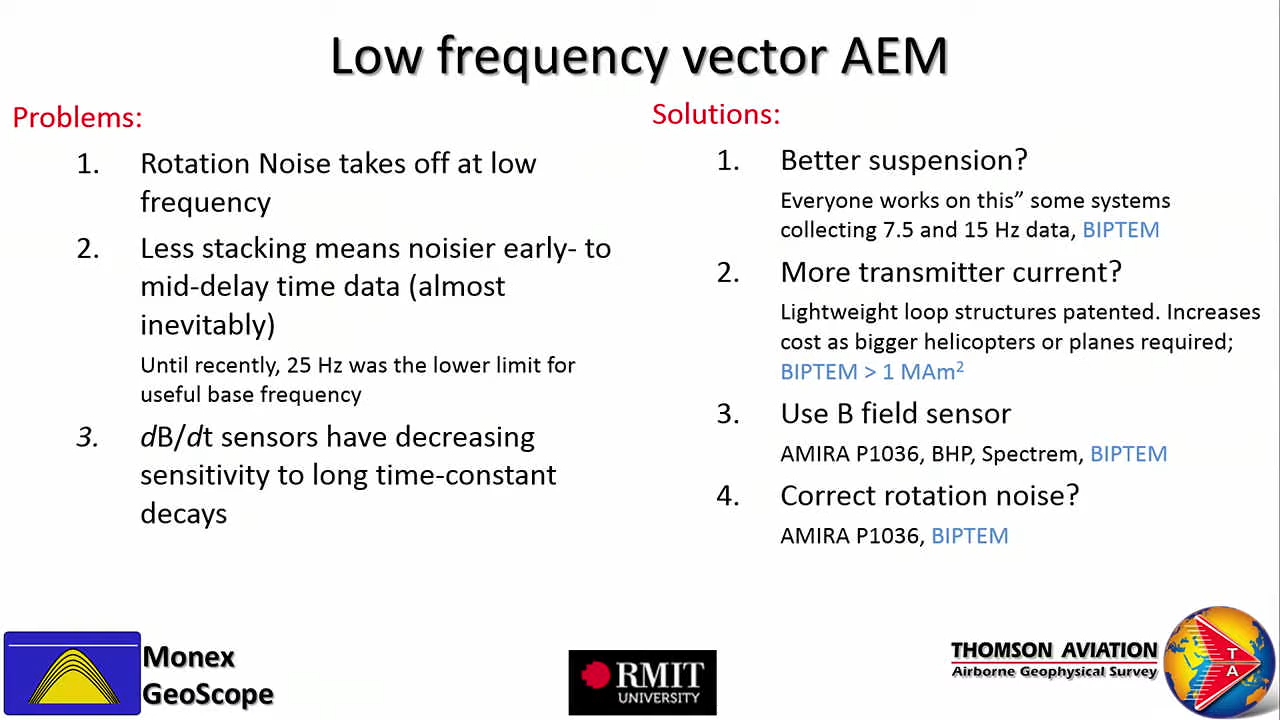 Low frequency vector AEM
Problems:
1. Rotation Noise takes off at low
frequency
2. Less stacking means noisier early- to
mid-delay time data (almost
inevitably)
Until recently, 25 Hz was the lower limit for
useful base frequency
3. dB/dt sensors have decreasing
sensitivity to long time-constant
decays
Solutions:
1. Better suspension?
Everyone works on this” some systems
collecting 7.5 and 15 Hz data, BIPTEM
2. More transmitter current?
Lightweight loop structures patented. Increases
cost as bigger helicopters or planes required;
BIPTEM > 1 MAm²
3. Use B field sensor
AMIRA P1036, BHP, Spectrem, BIPTEM
4. Correct rotation noise?
AMIRA P1036, BIPTEM
Monex
GeoScope
RMIT
UNIVERSITY
THOMSON AVIATION
Airborne Geophysical Survey
T
A